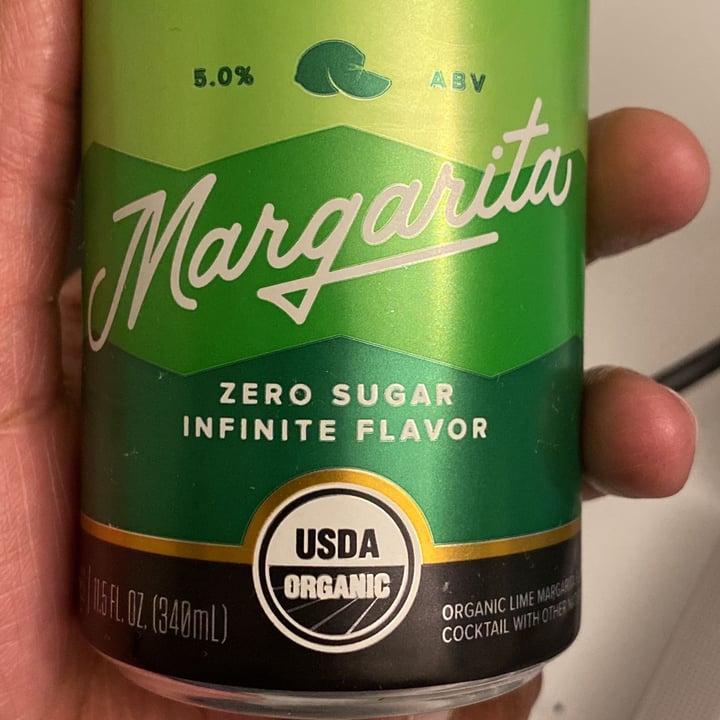 5.0% ABV
Margarita
ZERO SUGAR
INFINITE FLAVOR
USDA
ORGANIC
11.5 FL. OZ. (340mL)
ORGANIC LIME
COCKTAIL WITH OTHER